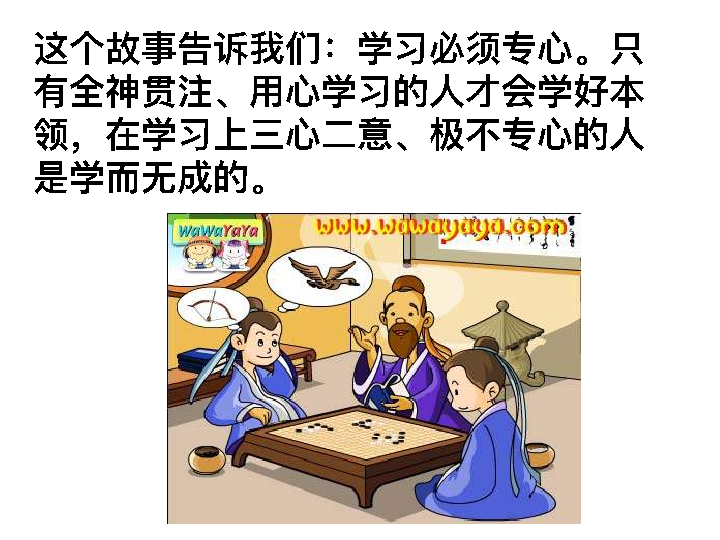 这个故事告诉我们：学习必须专心。只
有全神贯注、用心学习的人才会学好本
领，在学习上三心二意、极不专心的人
是学而无成的。
WaWaYaYa
www.wawayaya.com